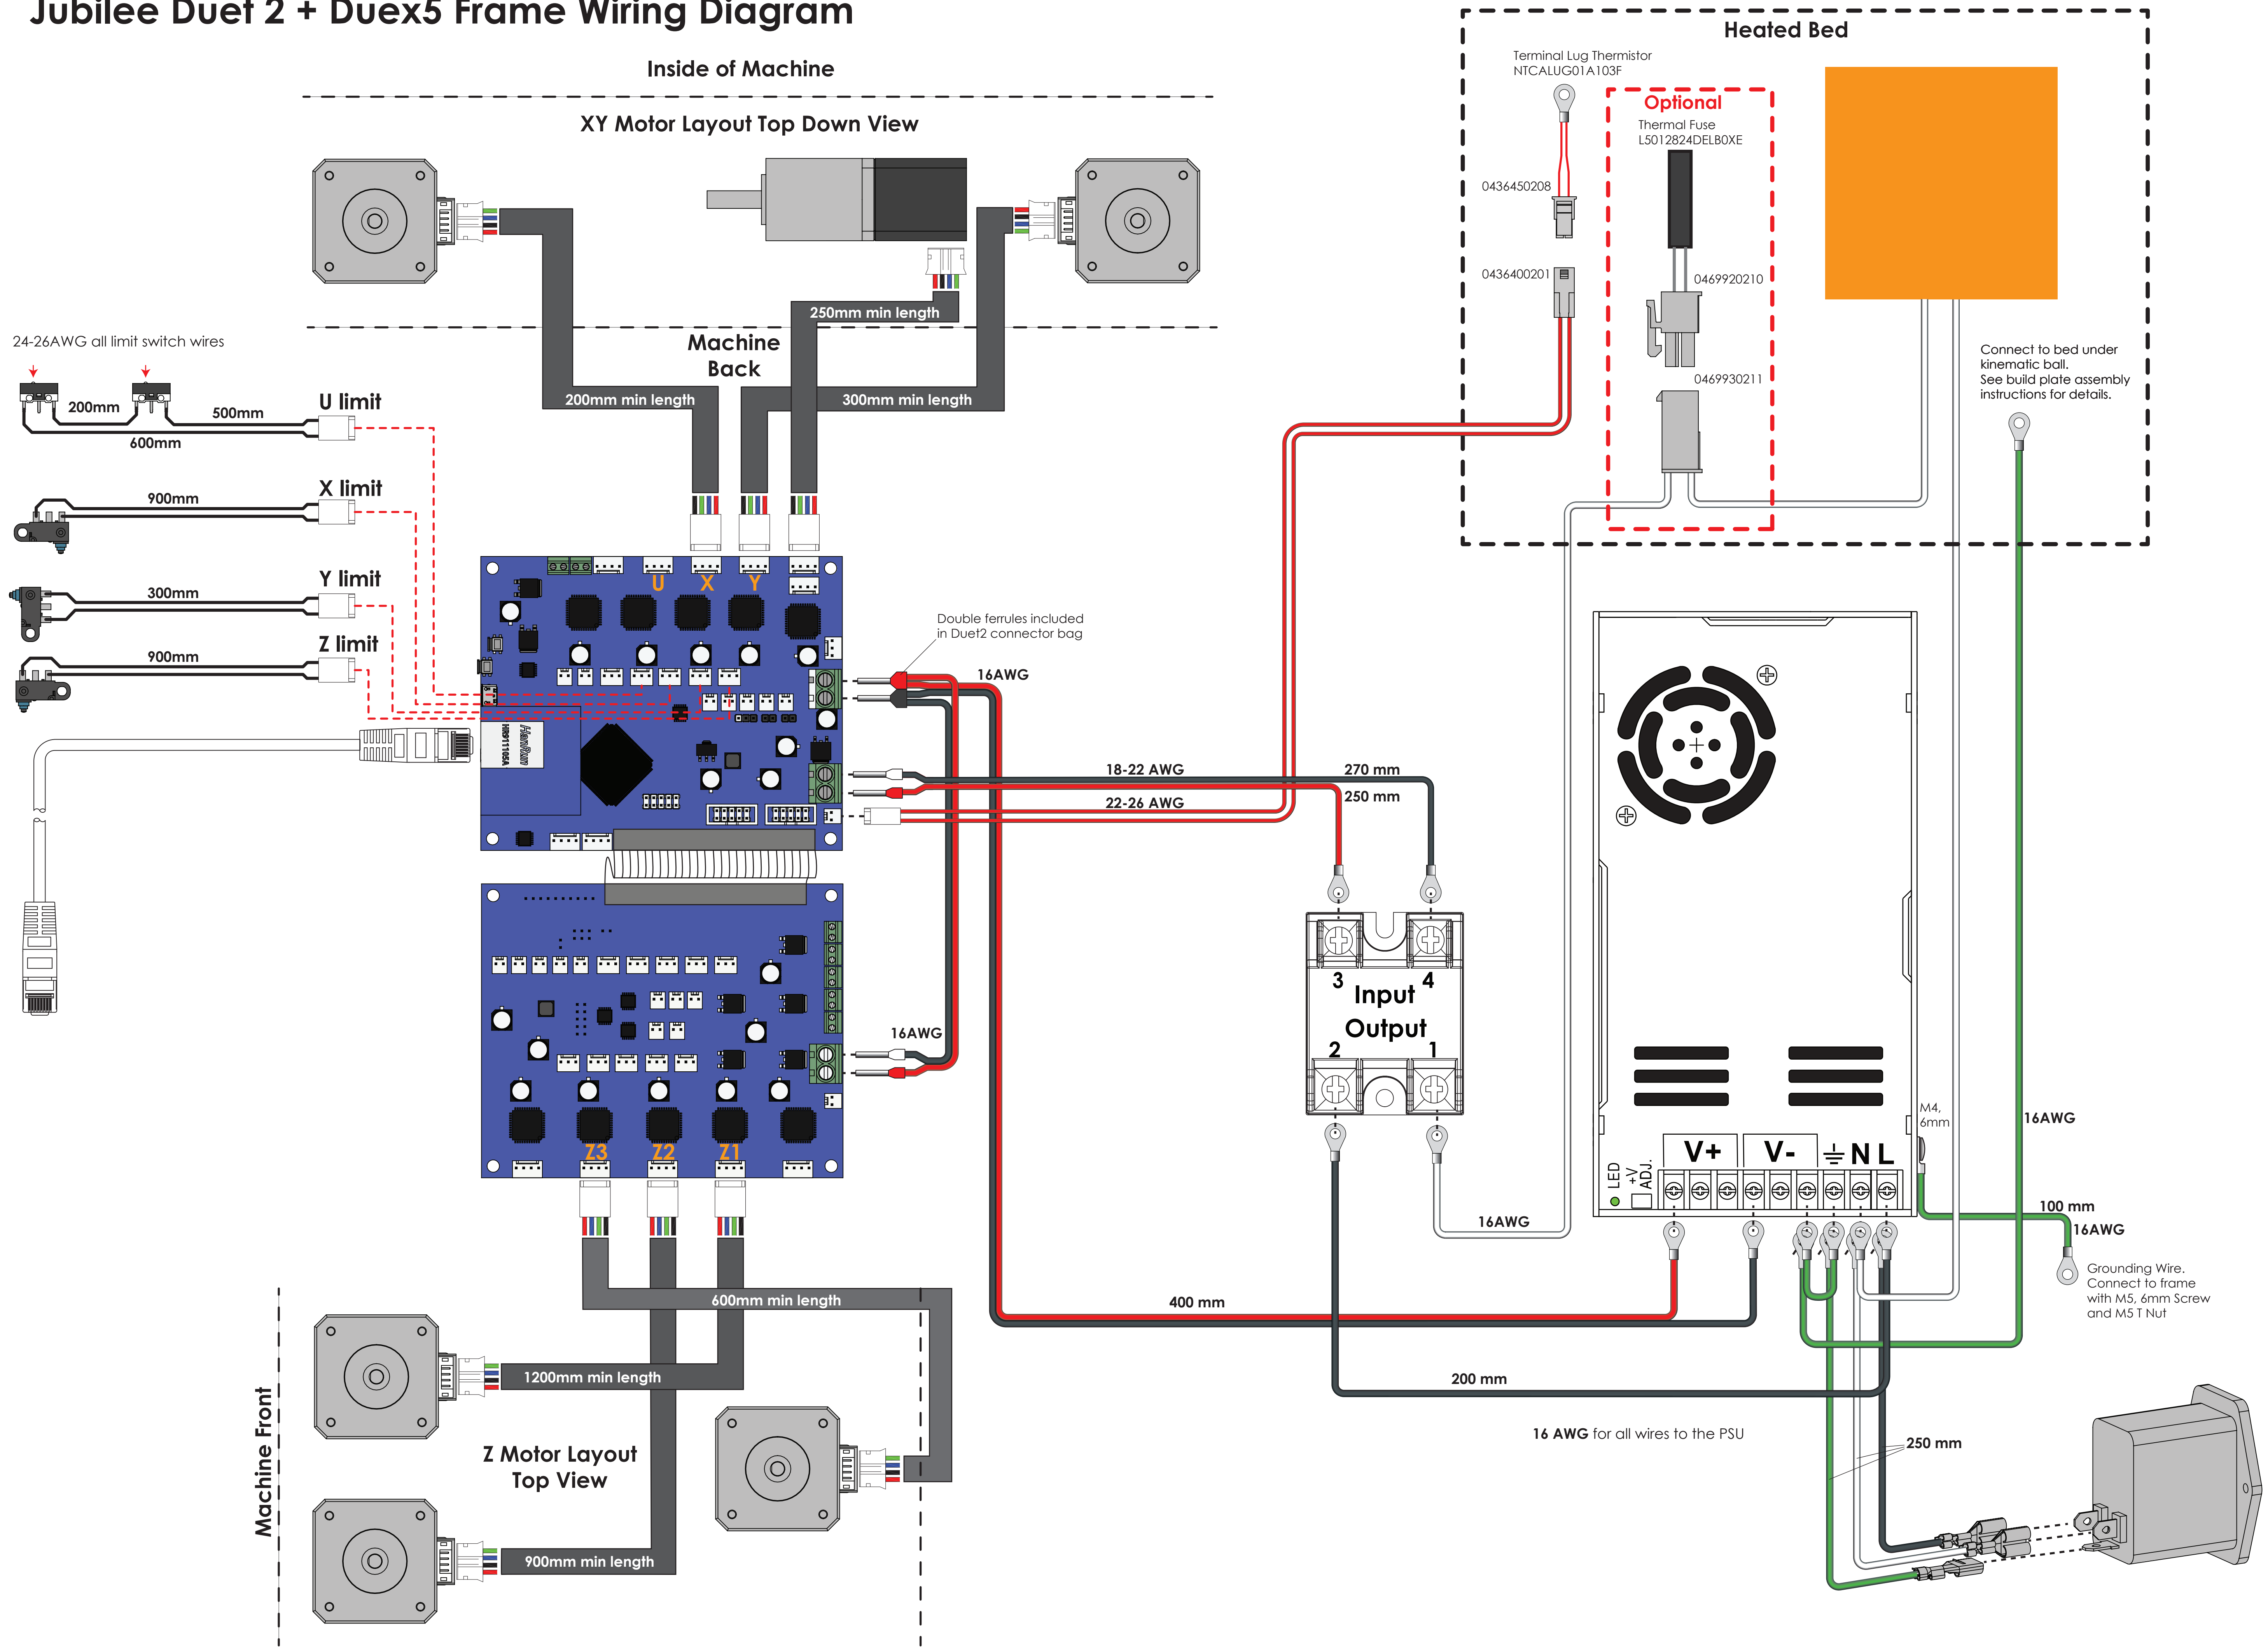 Jubilee Duet 2 + Duex5 Frame Wiring Diagram
Inside of Machine
XY Motor Layout Top Down View
250mm min length
Machine
Back
200mm min length
300mm min length
24-26AWG all limit switch wires
200mm
500mm
600mm
U limit
900mm
X limit
300mm
Y limit
900mm
Z limit
U
X
Y
HanRun
HR911105A
Double ferrules included
in Duet2 connector bag
16AWG
18-22 AWG
270 mm
250 mm
22-26 AWG
16AWG
Z3
Z2
Z1
600mm min length
1200mm min length
900mm min length
Machine Front
Z Motor Layout
Top View
Heated Bed
Terminal Lug Thermistor
NTCALUG01A103F
Optional
Thermal Fuse
L5012824DELB0XE
0436450208
0436400201
0469920210
0469930211
Connect to bed under
kinematic ball.
See build plate assembly
instructions for details.
3
4
Input
Output
2
1
16AWG
400 mm
200 mm
16 AWG for all wires to the PSU
LED
+V
ADJ.
V+
V-
N
L
M4,
6mm
16AWG
100 mm
16AWG
Grounding Wire.
Connect to frame
with M5, 6mm Screw
and M5 T Nut
250 mm